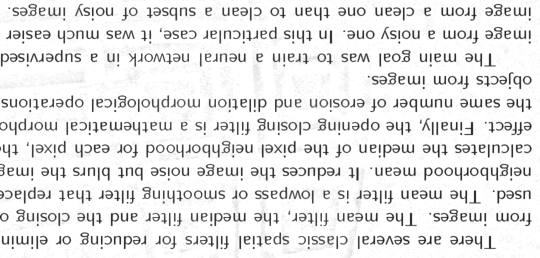 There are several classic spatial filters for reducing or elimin
from images. The mean filter, the median filter and the closing o
used. The mean filter is a lowpass or smoothing filter that replace
neighborhood mean. It reduces the image noise but blurs the imag
calculates the median of the pixel neighborhood for each pixel, th
effect. Finally, the opening closing filter is a mathematical morpho
the same number of erosion and dilation morphological operations
objects from images.
The main goal was to train a neural network in a supervised
image from a noisy one. In this particular case, it was much easier
image from a clean one than to clean a subset of noisy images.